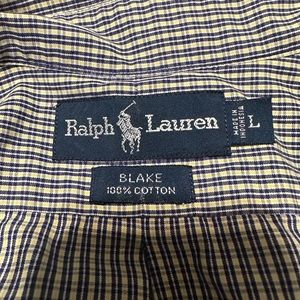 Ralph Lauren
MADE IN
INDONESIA
L
BLAKE
100% COTTON